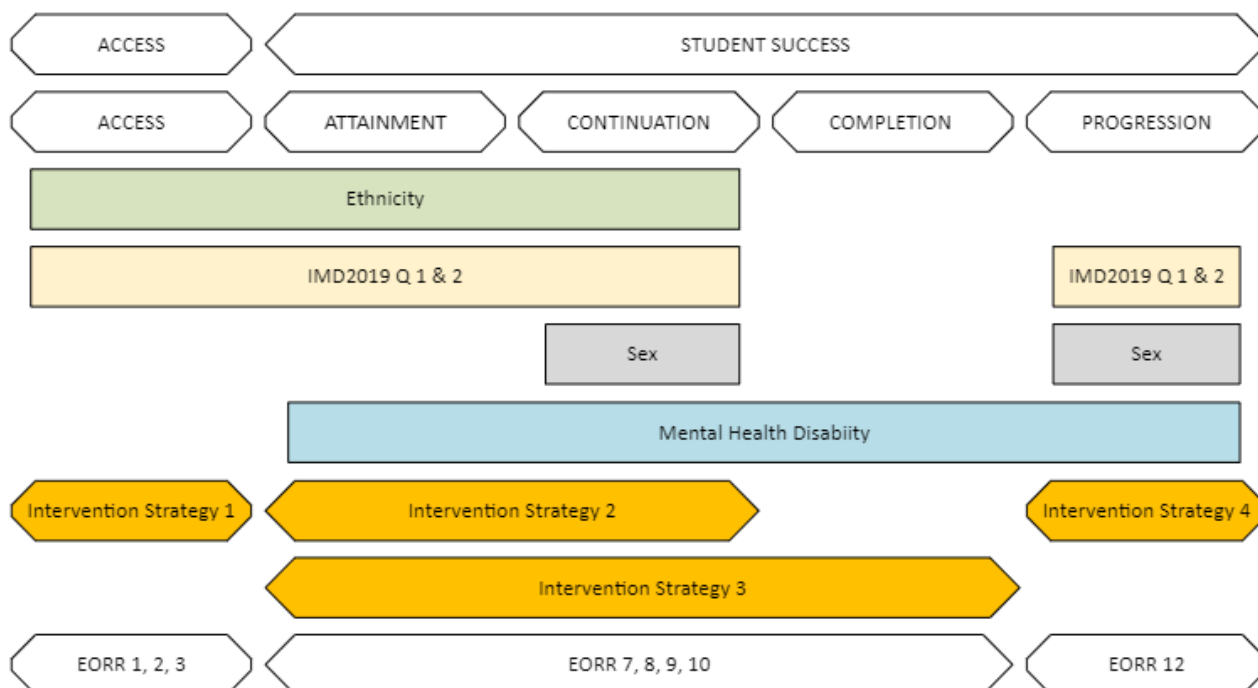 ACCESS
STUDENT SUCCESS
ACCESS
ATTAINMENT
CONTINUATION
COMPLETION
PROGRESSION
Ethnicity
IMD2019 Q 1 & 2
IMD2019 Q 1 & 2
Sex
Sex
Mental Health Disabiity
Intervention Strategy 1
Intervention Strategy 2
Intervention Strategy 4
Intervention Strategy 3
EORR 1, 2, 3
EORR 7, 8, 9, 10
EORR 12